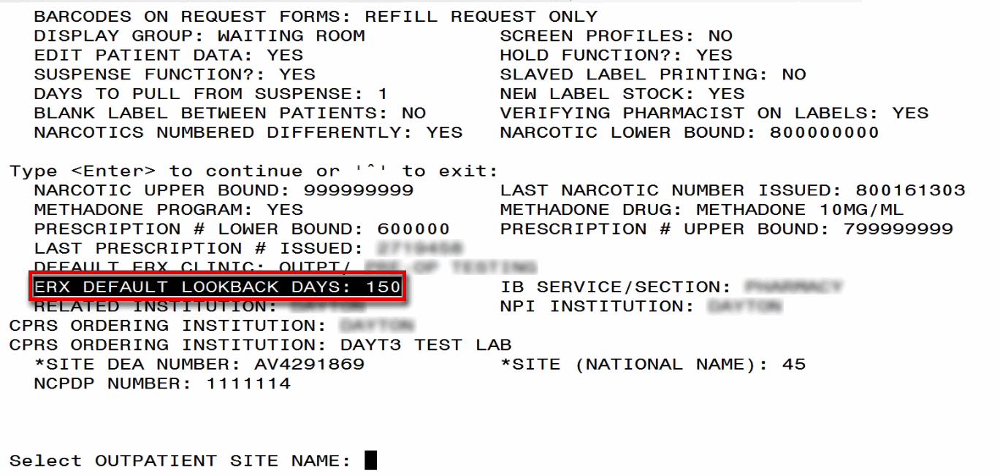 BARCODES ON REQUEST FORMS: REFILL REQUEST ONLY
DISPLAY GROUP: WAITING ROOM SCREEN PROFILES: NO
EDIT PATIENT DATA: YES HOLD FUNCTION?: YES
SUSPENSE FUNCTION?: YES SLAVED LABEL PRINTING: NO
DAYS TO PULL FROM SUSPENSE: 1 NEW LABEL STOCK: YES
BLANK LABEL BETWEEN PATIENTS: NO VERIFYING PHARMACIST ON LABELS: YES
NARCOTICS NUMBERED DIFFERENTLY: YES NARCOTIC LOWER BOUND: 800000000
Type <Enter> to continue or '^' to exit:
NARCOTIC UPPER BOUND: 999999999 LAST NARCOTIC NUMBER ISSUED: 800161303
METHADONE PROGRAM: YES METHADONE DRUG: METHADONE 10MG/ML
PRESCRIPTION # LOWER BOUND: 600000 PRESCRIPTION # UPPER BOUND: 799999999
LAST PRESCRIPTION # ISSUED:
DEFAULT ERX CLINIC: OUTPT/
ERX DEFAULT LOOKBACK DAYS: 150 IB SERVICE/SECTION:
RELATED INSTITUTION: NPI INSTITUTION:
CPRS ORDERING INSTITUTION:
CPRS ORDERING INSTITUTION: DAYT3 TEST LAB
*SITE DEA NUMBER: AV4291869 *SITE (NATIONAL NAME): 45
NCPDP NUMBER: 1111114
Select OUTPATIENT SITE NAME: